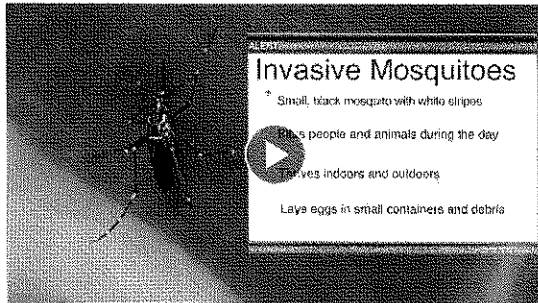 ALERT
Invasive Mosquitoes
Small, black mosquito with white stripes
people and animals during the day
indoors and outdoors
Lays eggs in small containers and debris